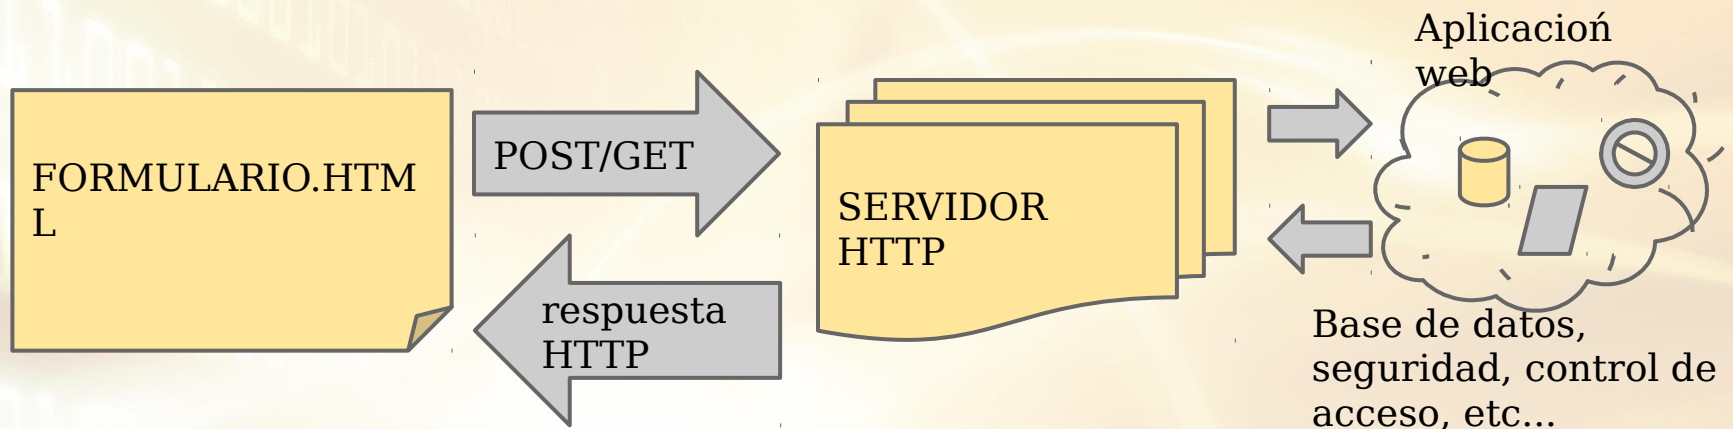 FORMULARIO.HTM
L
POST/GET
respuesta
HTTP
SERVIDOR
HTTP
Aplicacioń
web
Base de datos,
seguridad, control de
acceso, etc...